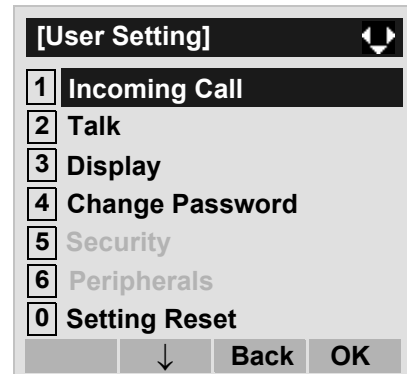 [User Setting]
1 Incoming Call
2 Talk
3 Display
4 Change Password
5 Security
6 Peripherals
0 Setting Reset
↓ Back OK